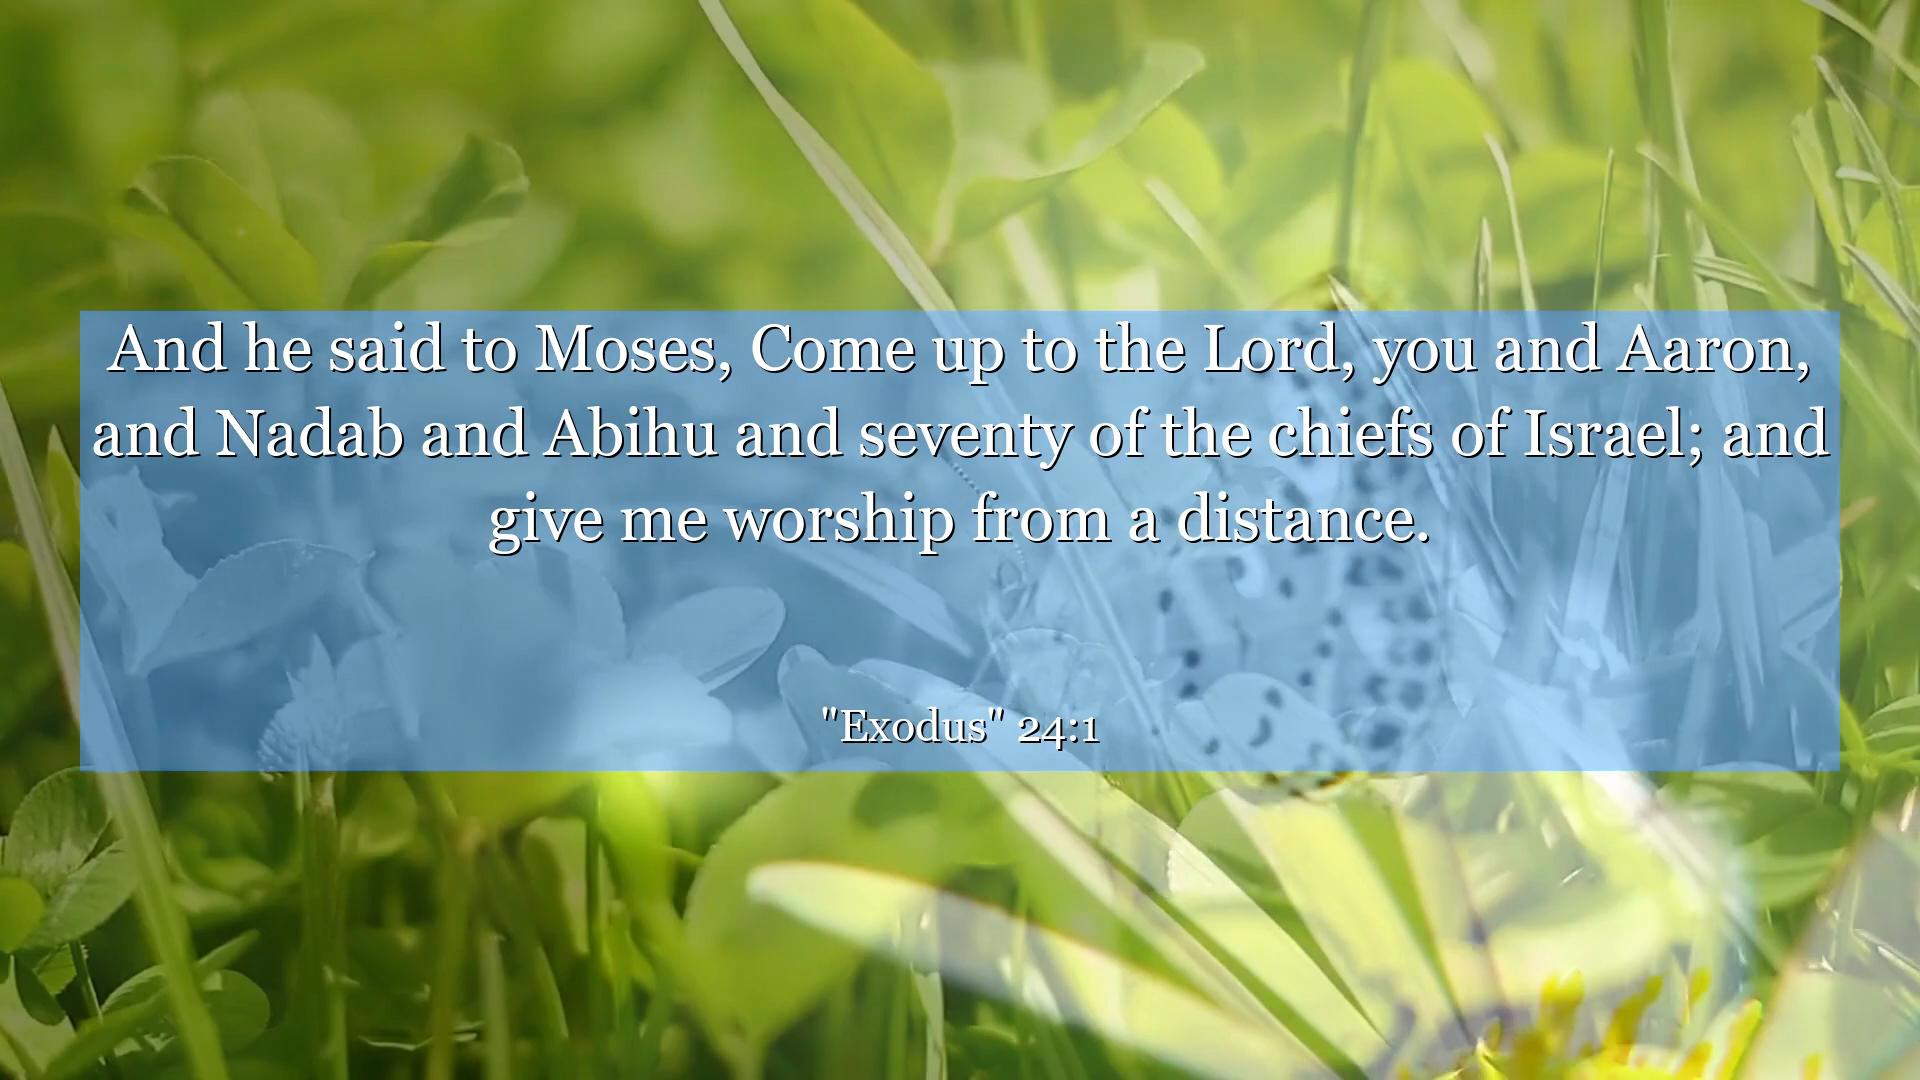 And he said to Moses, Come up to the Lord, you and Aaron,
and Nadab and Abihu and seventy of the chiefs of Israel; and
give me worship from a distance.
"Exodus" 24:1